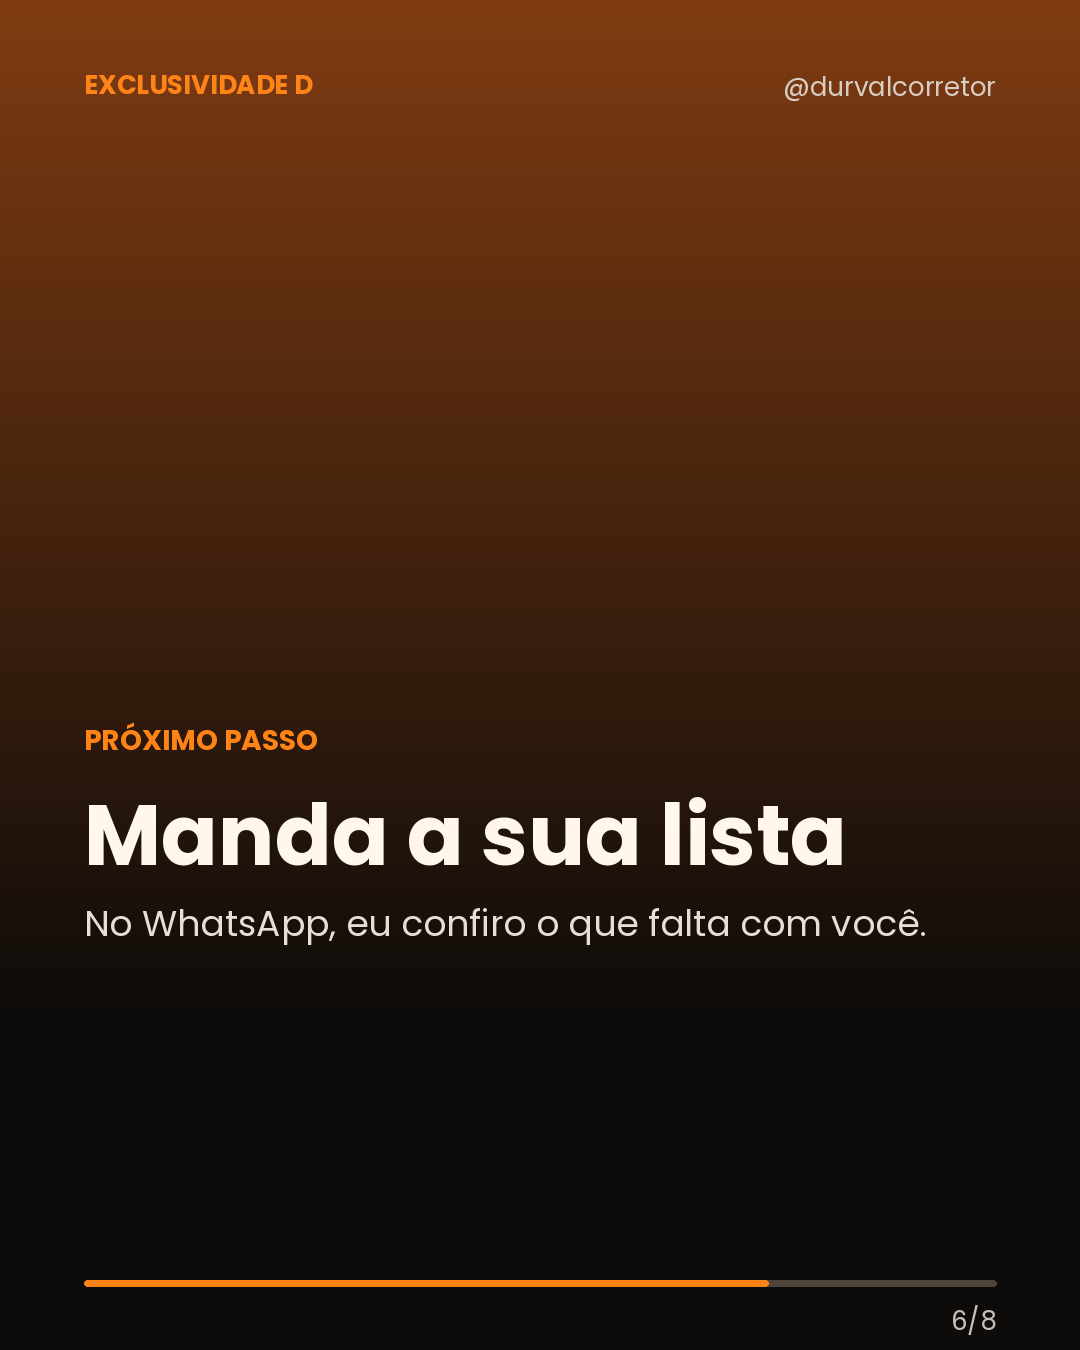 EXCLUSIVIDADE D
@durvalcorretor
PRÓXIMO PASSO
Manda a sua lista
No WhatsApp, eu confiro o que falta com você.
6/8